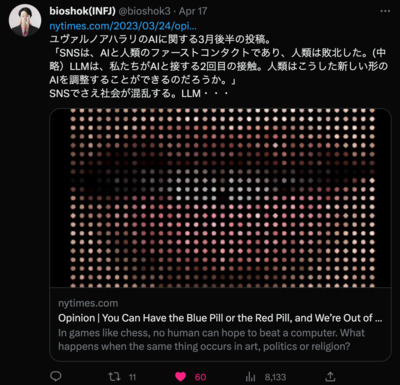 bioshok(INFJ) @bioshok3 · Apr 17
nytimes.com/2023/03/24/opi...
ユヴァルノアハラリのAIに関する3月後半の投稿。
「SNSは、AIと人類のファーストコンタクトであり、人類は敗北した。(中
略）LLMは、私たちがAIと接する2回目の接触。人類はこうした新しい形の
AIを調整することができるのだろうか。」
SNSでさえ社会が混乱する。LLM・・・
nytimes.com
Opinion | You Can Have the Blue Pill or the Red Pill, and We're Out of ...
In games like chess, no human can hope to beat a computer. What
happens when the same thing occurs in art, politics or religion?
11
60
8,133